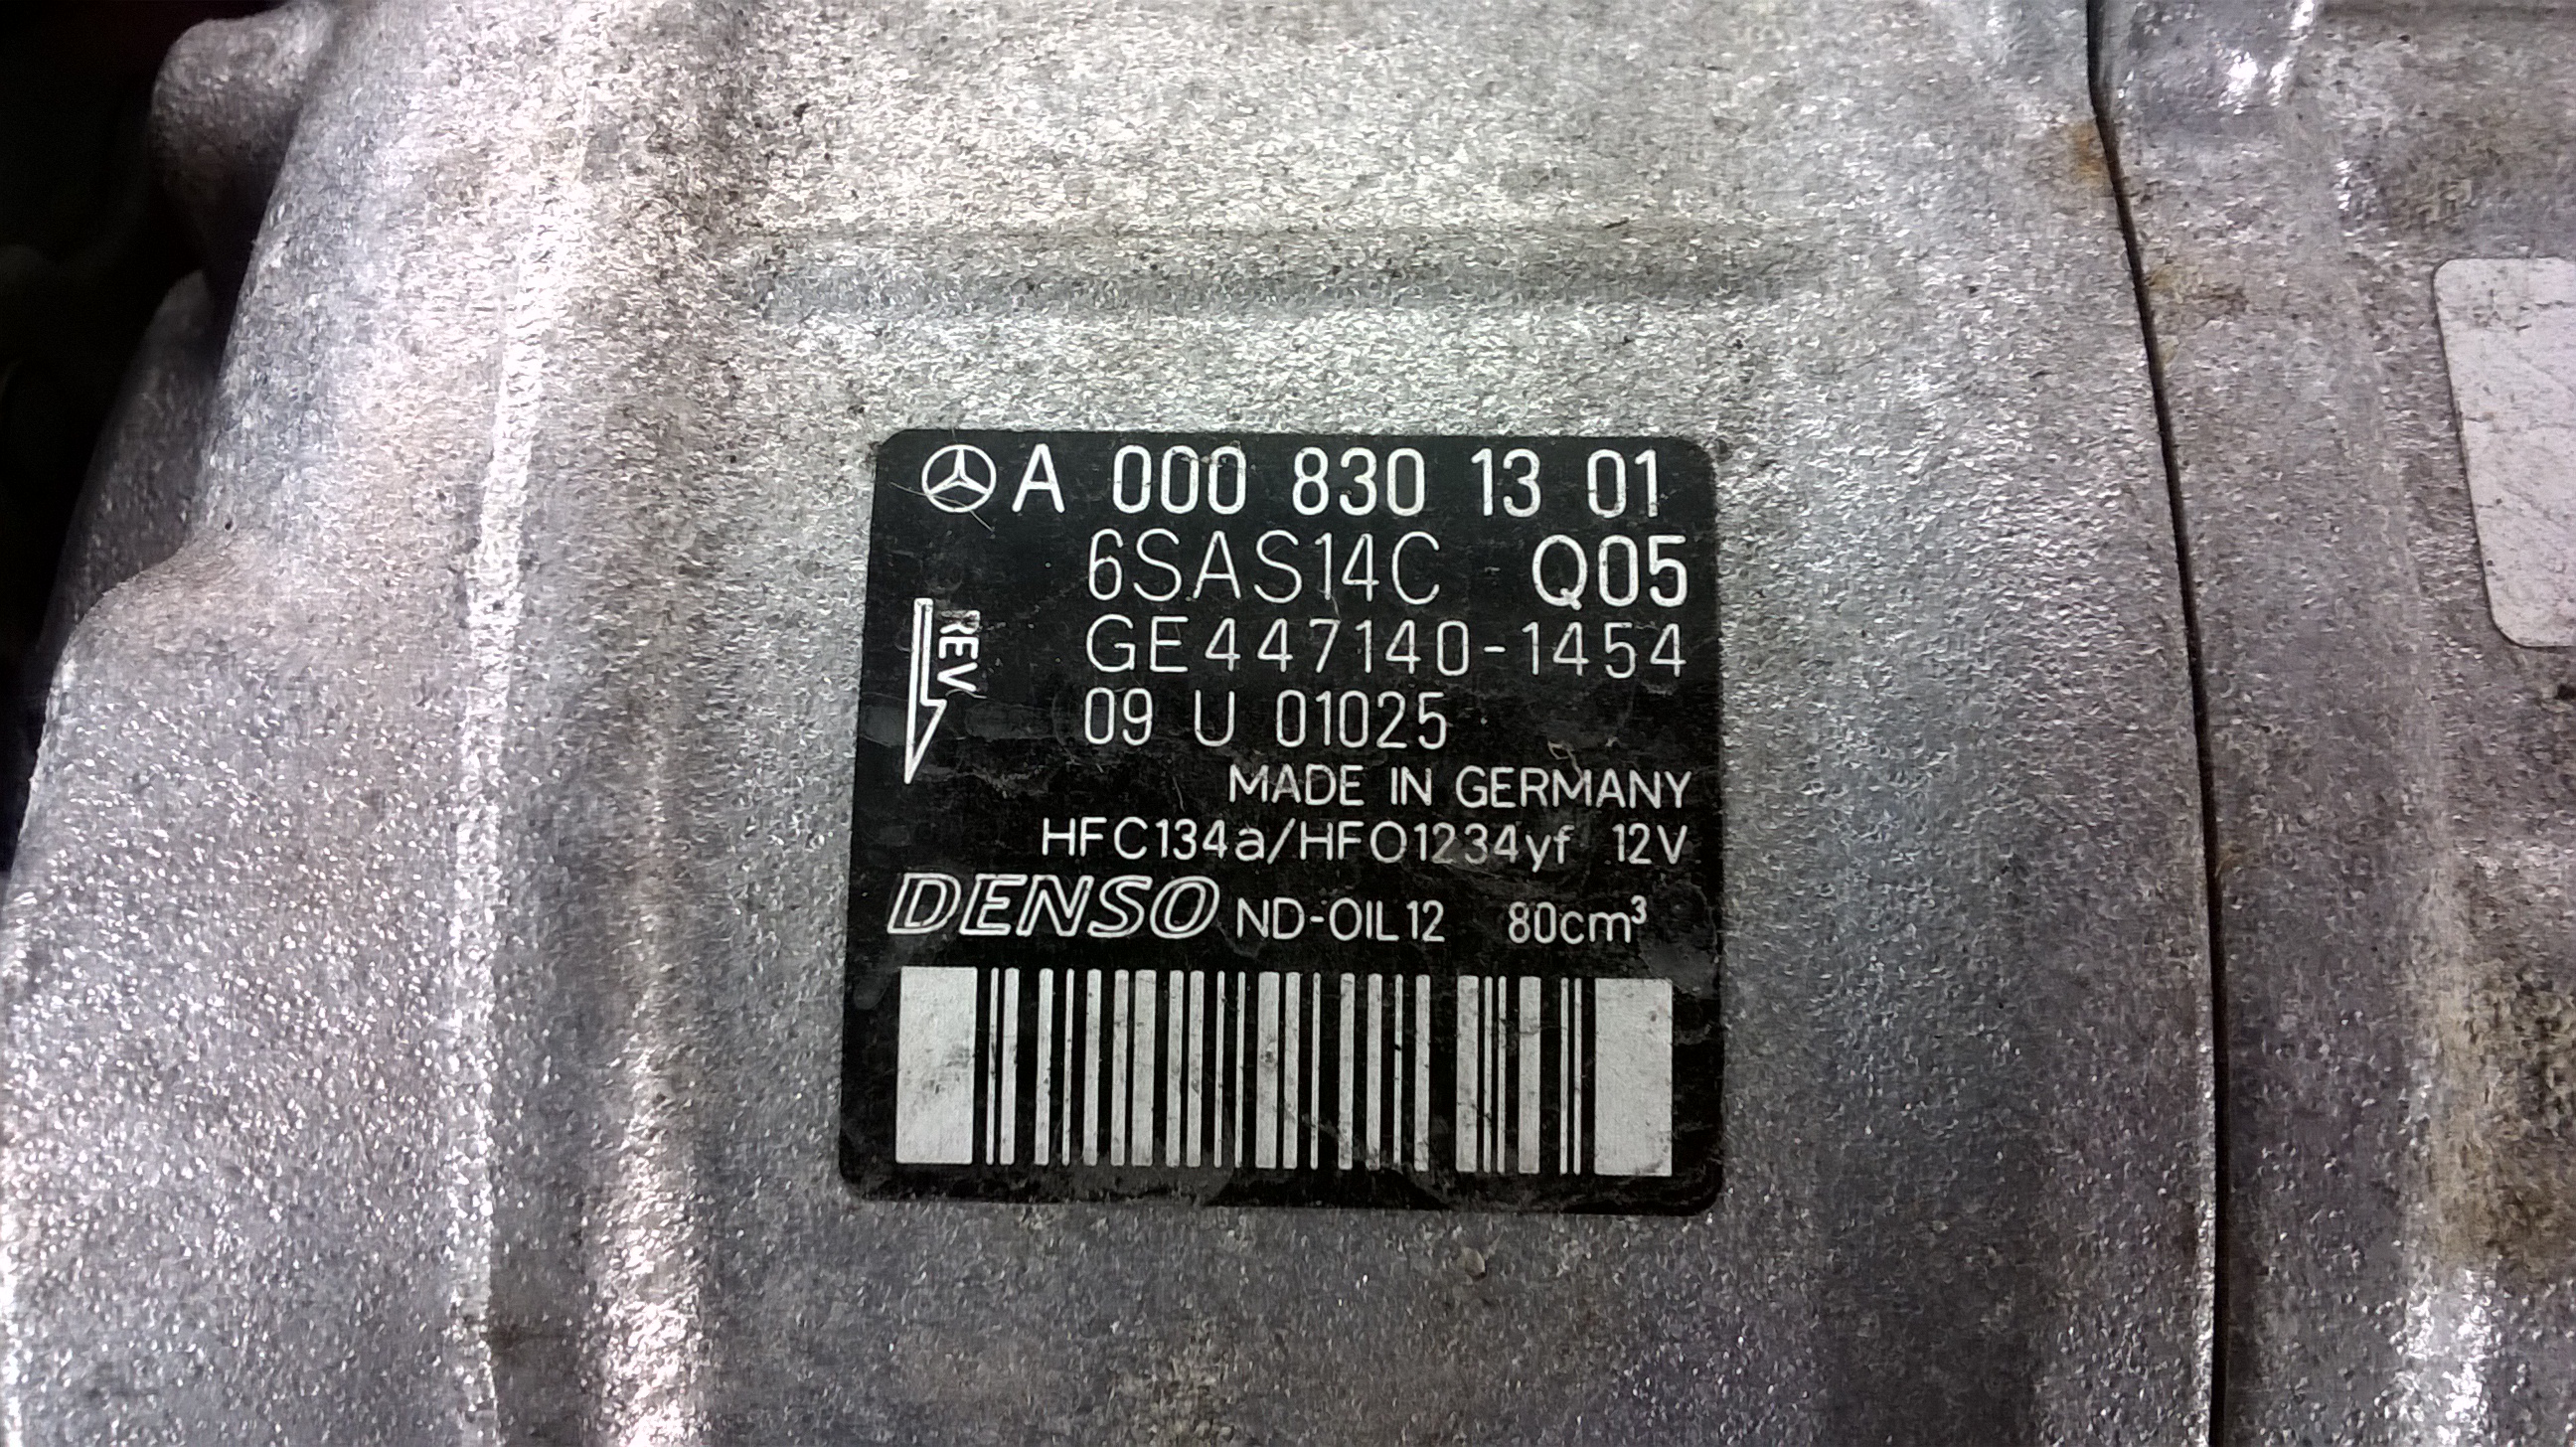 A 000 830 13 01
6SAS14C Q05
GE447140-1454
REV
09 U 01025
MADE IN GERMANY
HFC134a/HFO1234yf 12V
DENSO ND-OIL12 80cm³